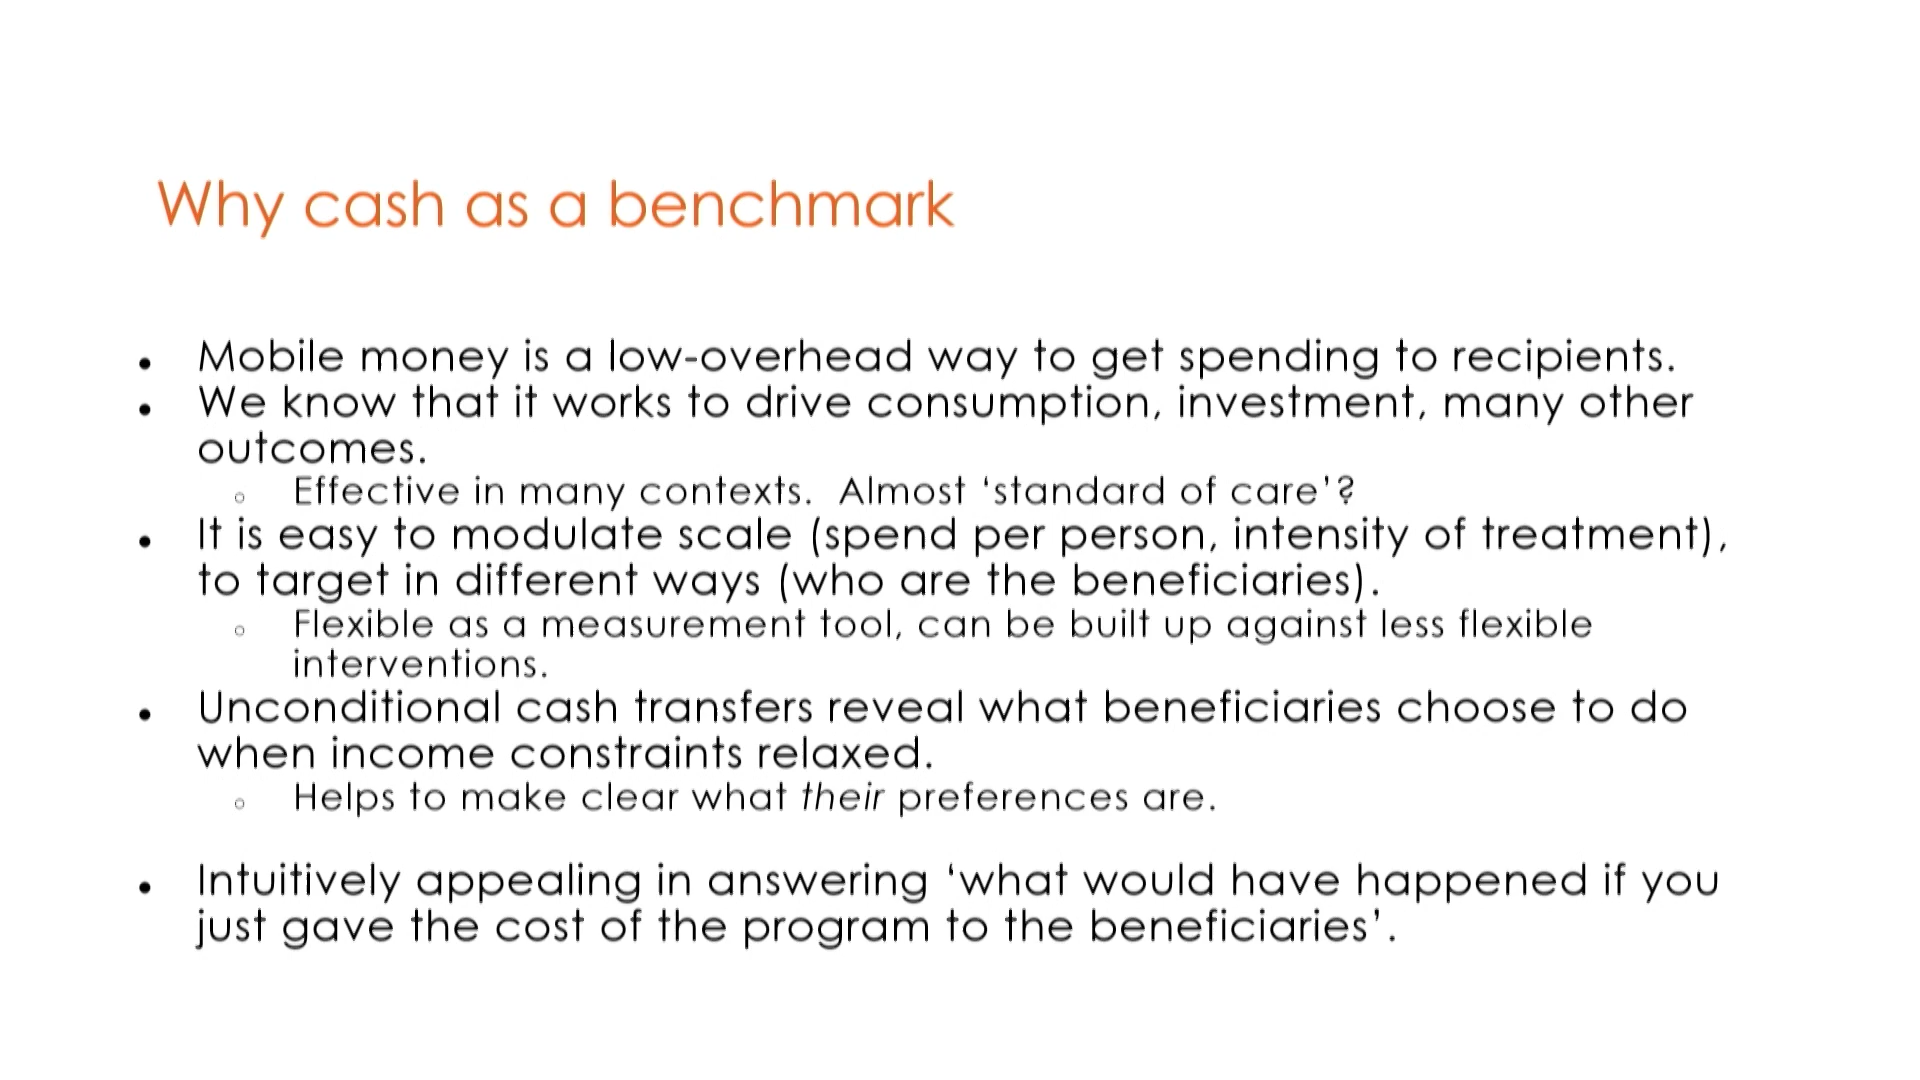 Why cash as a benchmark
• Mobile money is a low-overhead way to get spending to recipients.
• We know that it works to drive consumption, investment, many other
outcomes.
○ Effective in many contexts.  Almost ‘standard of care’?
• It is easy to modulate scale (spend per person, intensity of treatment),
to target in different ways (who are the beneficiaries).
○ Flexible as a measurement tool, can be built up against less flexible
interventions.
• Unconditional cash transfers reveal what beneficiaries choose to do
when income constraints relaxed.
○ Helps to make clear what their preferences are.
• Intuitively appealing in answering ‘what would have happened if you
just gave the cost of the program to the beneficiaries’.